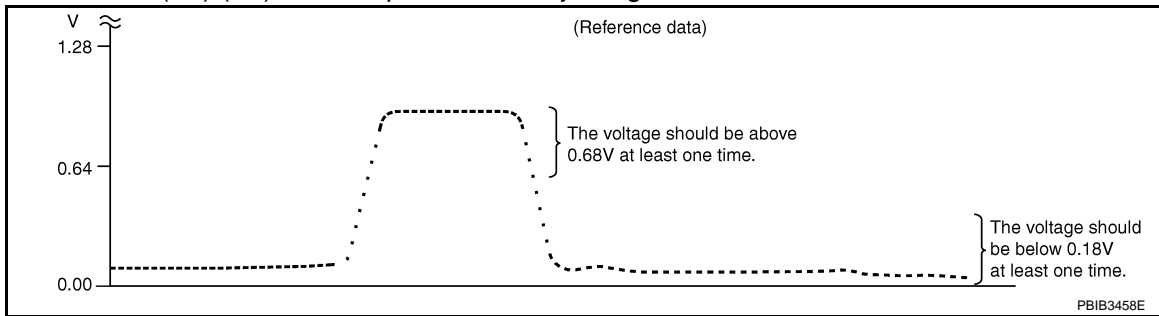 V
(Reference data)
1.28
The voltage should be above
0.68V at least one time.
0.64
The voltage should
be below 0.18V
at least one time.
0.00
PBIB3458E